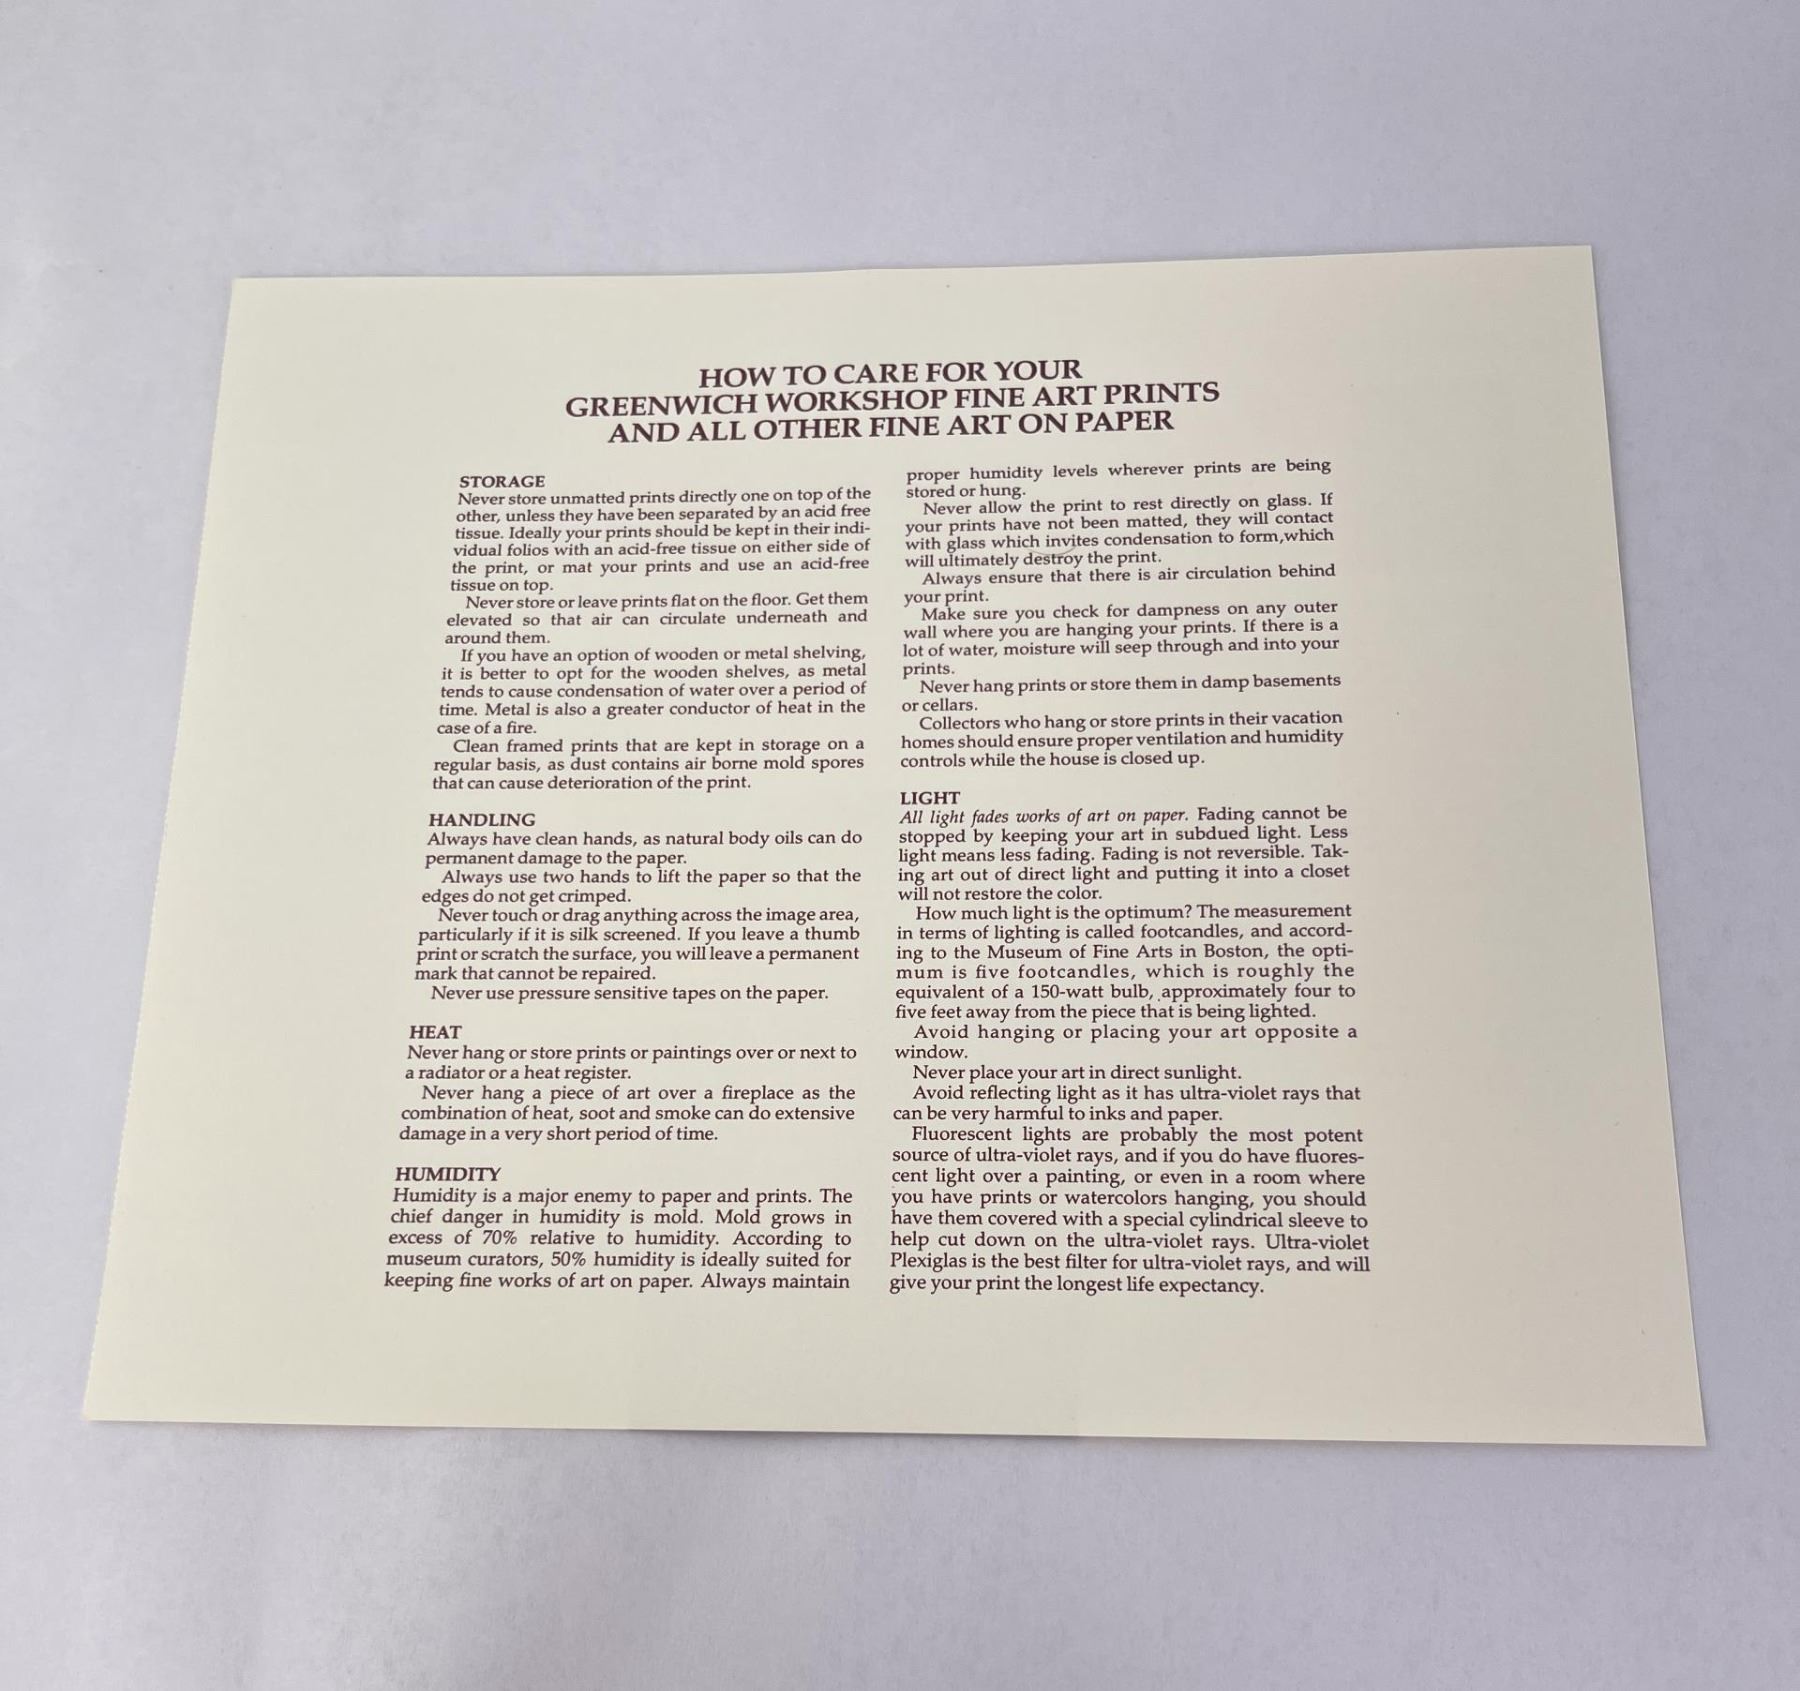 HOW TO CARE FOR YOUR
GREENWICH WORKSHOP FINE ART PRINTS
AND ALL OTHER FINE ART ON PAPER
STORAGE
Never store unmatted prints directly one on top of the
other, unless they have been separated by an acid free
tissue. Ideally your prints should be kept in their indi-
vidual folios with an acid-free tissue on either side of
the print, or mat your prints and use an acid-free
tissue on top.
Never store or leave prints flat on the floor. Get them
elevated so that air can circulate underneath and
around them.
If you have an option of wooden or metal shelving,
it is better to opt for the wooden shelves, as metal
tends to cause condensation of water over a period of
time. Metal is also a greater conductor of heat in the
case of a fire.
Clean framed prints that are kept in storage on a
regular basis, as dust contains air borne mold spores
that can cause deterioration of the print.
HANDLING
Always have clean hands, as natural body oils can do
permanent damage to the paper.
Always use two hands to lift the paper so that the
edges do not get crimped.
Never touch or drag anything across the image area,
particularly if it is silk screened. If you leave a thumb
print or scratch the surface, you will leave a permanent
mark that cannot be repaired.
Never use pressure sensitive tapes on the paper.
HEAT
Never hang or store prints or paintings over or next to
a radiator or a heat register.
Never hang a piece of art over a fireplace as the
combination of heat, soot and smoke can do extensive
damage in a very short period of time.
HUMIDITY
Humidity is a major enemy to paper and prints. The
chief danger in humidity is mold. Mold grows in
excess of 70% relative to humidity. According to
museum curators, 50% humidity is ideally suited for
keeping fine works of art on paper. Always maintain
proper humidity levels wherever prints are being
stored or hung.
Never allow the print to rest directly on glass. If
your prints have not been matted, they will contact
with glass which invites condensation to form,which
will ultimately destroy the print.
Always ensure that there is air circulation behind
your print.
Make sure you check for dampness on any outer
wall where you are hanging your prints. If there is a
lot of water, moisture will seep through and into your
prints.
Never hang prints or store them in damp basements
or cellars.
Collectors who hang or store prints in their vacation
homes should ensure proper ventilation and humidity
controls while the house is closed up.
LIGHT
All light fades works of art on paper. Fading cannot be
stopped by keeping your art in subdued light. Less
light means less fading. Fading is not reversible. Tak-
ing art out of direct light and putting it into a closet
will not restore the color.
How much light is the optimum? The measurement
in terms of lighting is called footcandles, and accord-
ing to the Museum of Fine Arts in Boston, the opti-
mum is five footcandles, which is roughly the
equivalent of a 150-watt bulb, approximately four to
five feet away from the piece that is being lighted.
Avoid hanging or placing your art opposite a
window.
Never place your art in direct sunlight.
Avoid reflecting light as it has ultra-violet rays that
can be very harmful to inks and paper.
Fluorescent lights are probably the most potent
source of ultra-violet rays, and if you do have fluores-
cent light over a painting, or even in a room where
you have prints or watercolors hanging, you should
have them covered with a special cylindrical sleeve to
help cut down on the ultra-violet rays. Ultra-violet
Plexiglas is the best filter for ultra-violet rays, and will
give your print the longest life expectancy.